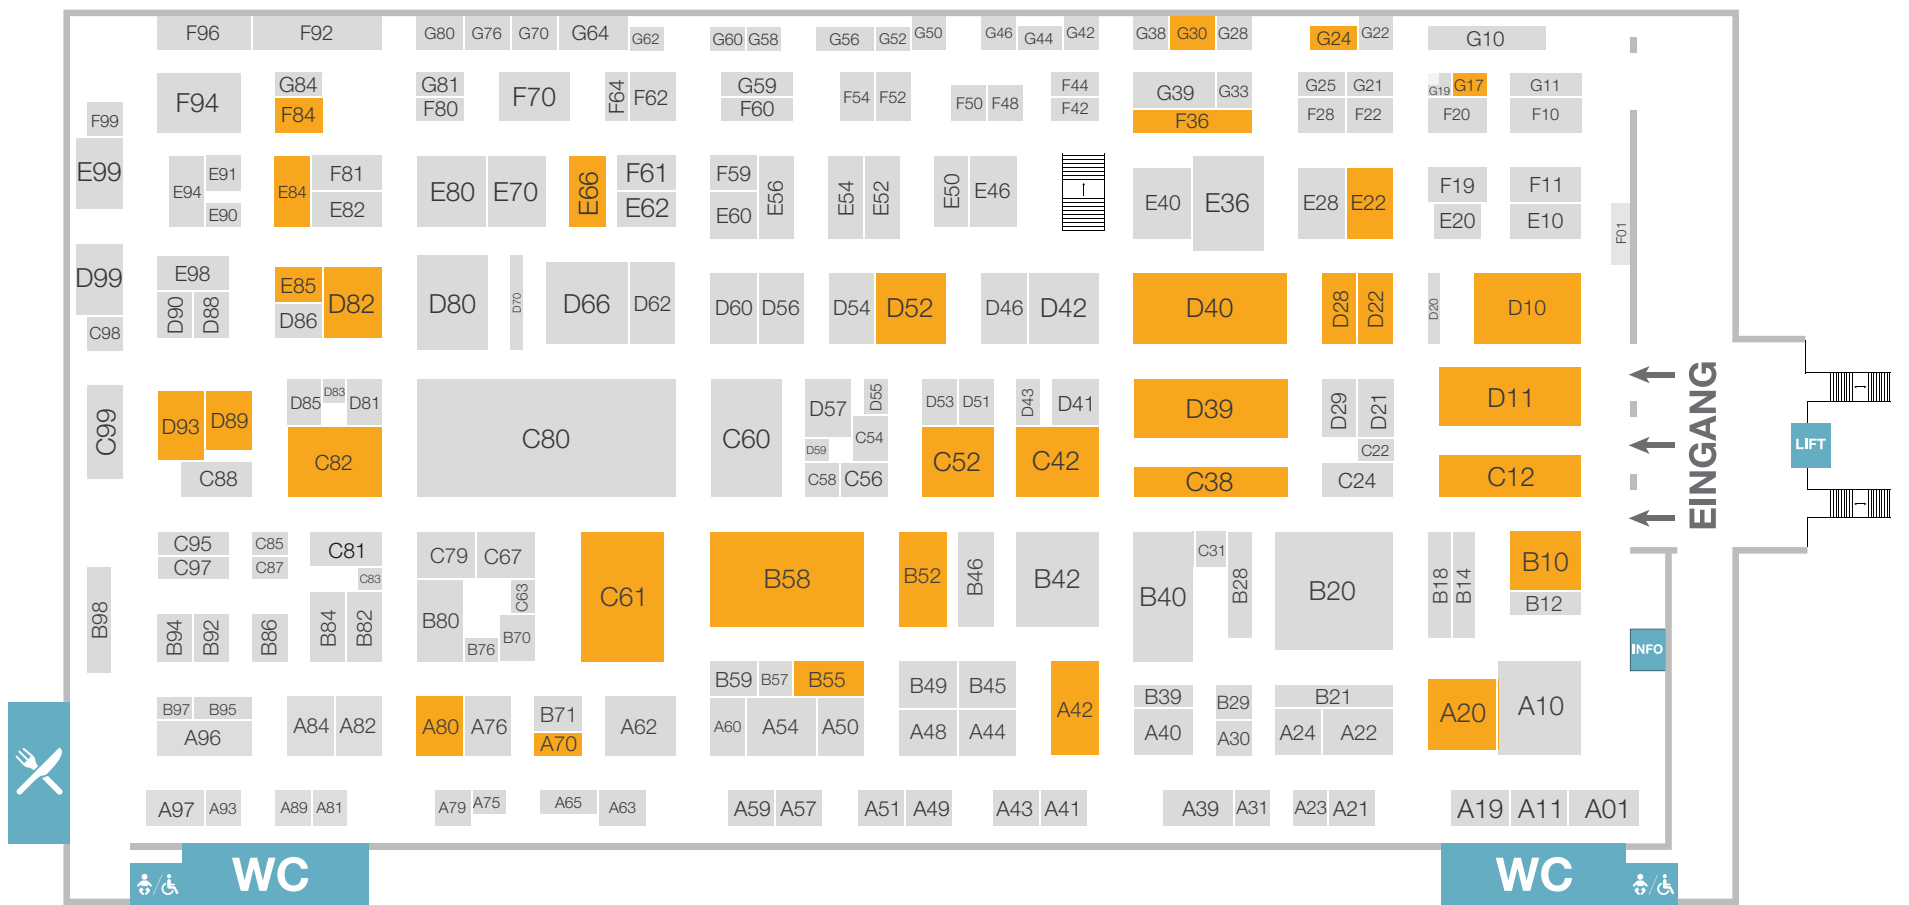 F96 F92 G80 G76 G70 G64 G62 G60 G58 G56 G52 G50 G46 G44 G42 G38 G30 G28 G24 G22 G10
G84 G81 G59 F44 G39 G33 G25 G21 G19 G17 G11
F99 F94 F84 F80 F70 F64 F62 F60 F54 F52 F50 F48 F42 F36 F28 F22 F20 F10
E99 E94 E91 E84 F81 E80 E70 E66 F61 F59 E56 E54 E52 E50 E46 E40 E36 E28 E22 F19 F11
E90 E82 E62 E60 E20 E10 F01
D99 E98 E85 D82 D80 D70 D66 D62 D60 D56 D54 D52 D46 D42 D40 D28 D22 D20 D10
C98 D90 D88 D86
C99 D93 D89 D85 D83 D81 C80 C60 D57 D55 D53 D51 D43 D41 D39 D29 D21 D11
C88 C82 D59 C54 C58 C56 C52 C42 C38 C22 C24 C12
EINGANG
LIFT
C95 C85 C81 C79 C67 C61 B58 B52 B46 B42 B40 C31 B28 B20 B18 B14 B10
C97 C87 C83 C63 B12
B98 B94 B92 B86 B84 B82 B80 B76 B70
INFO
B59 B57 B55 B49 B45 A42 B39 B29 B21 A20 A10
B97 B95 A96 A84 A82 A80 A76 B71 A70 A62 A60 A54 A50 A48 A44 A40 A30 A24 A22
A97 A93 A89 A81 A79 A75 A65 A63 A59 A57 A51 A49 A43 A41 A39 A31 A23 A21 A19 A11 A01
WC WC